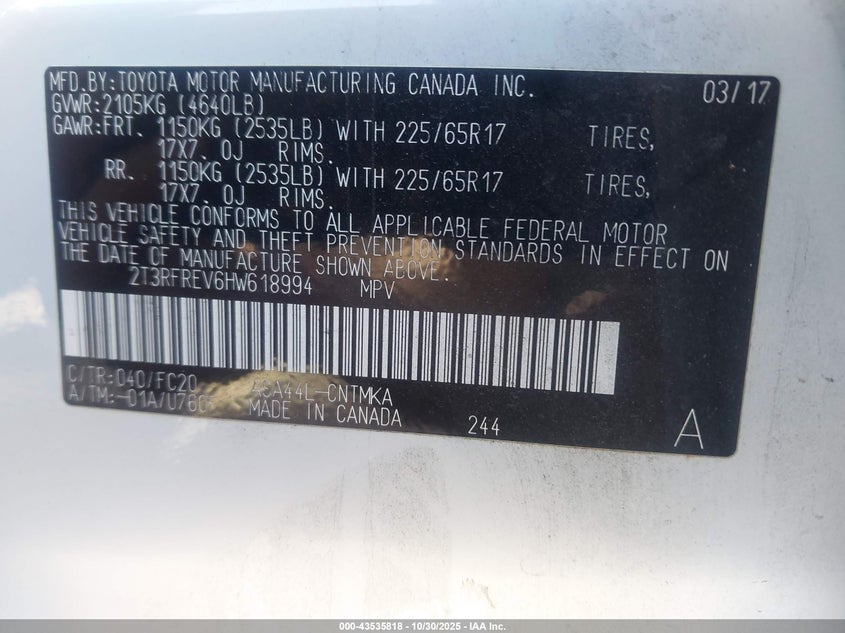 MFD.BY:TOYOTA MOTOR MANUFACTURING CANADA INC. 03/17
GVWR:2105KG (4640LB)
GAWR:FRT. 1150KG (2535LB) WITH 225/65R17 TIRES,
17X7.0J RIMS.
RR. 1150KG (2535LB) WITH 225/65R17 TIRES,
17X7.0J RIMS.
THIS VEHICLE CONFORMS TO ALL APPLICABLE FEDERAL MOTOR
VEHICLE SAFETY AND THEFT PREVENTION STANDARDS IN EFFECT ON
THE DATE OF MANUFACTURE SHOWN ABOVE.
2T3RFREV6HW618994 MPV
C/TR:040/FC20 ASA44L-CNTMKA
MADE IN CANADA 244 A
000-43535818 - 10/30/2025 - IAA Inc.